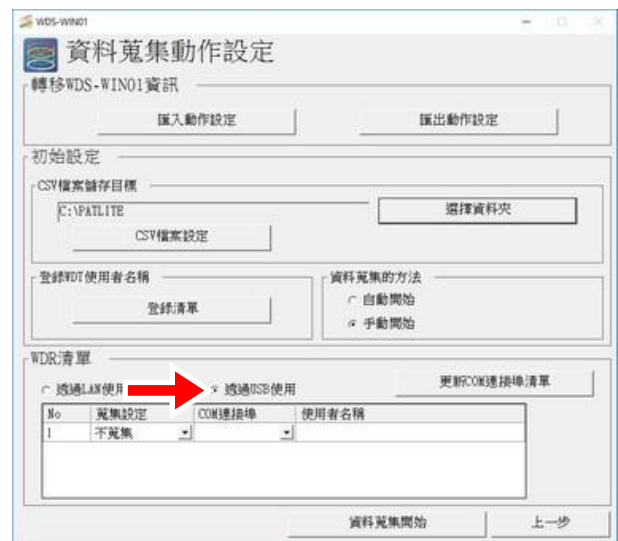 WDS-WIN01
資料蒐集動作設定
轉移WDS-WIN01資訊
匯入動作設定 匯出動作設定
初始設定
CSV檔案儲存目標
C:\PATLITE 選擇資料夾
CSV檔案設定
登錄WDT使用者名稱 資料蒐集的方法
登錄清單 自動開始
手動開始
WDR清單
透過LAN使用 透過USB使用 更新COM連接埠清單
No 蒐集設定 COM連接埠 使用者名稱
1 不蒐集
資料蒐集開始 上一步